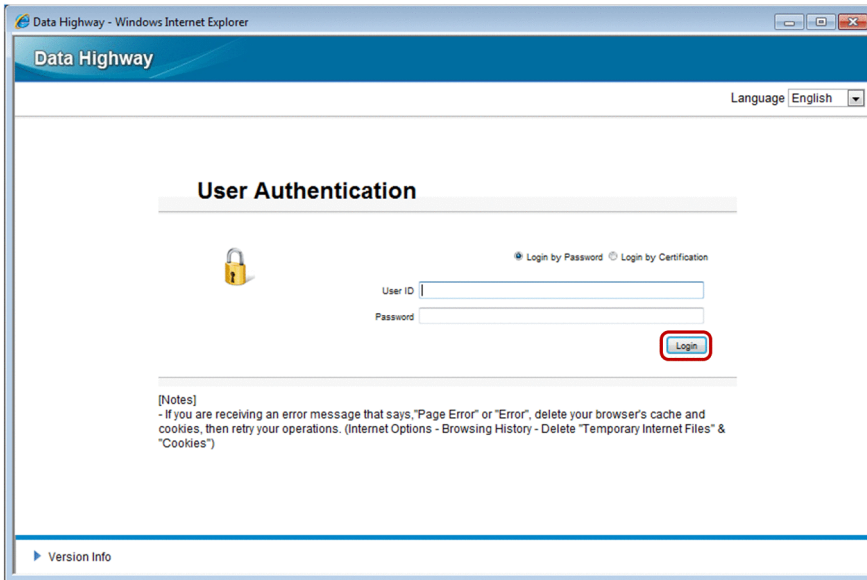 Data Highway - Windows Internet Explorer
Data Highway
Language English
User Authentication
Login by Password Login by Certification
User ID
Password
Login
[Notes]
- If you are receiving an error message that says,"Page Error" or "Error", delete your browser's cache and
cookies, then retry your operations. (Internet Options - Browsing History - Delete "Temporary Internet Files" &
"Cookies")
Version Info